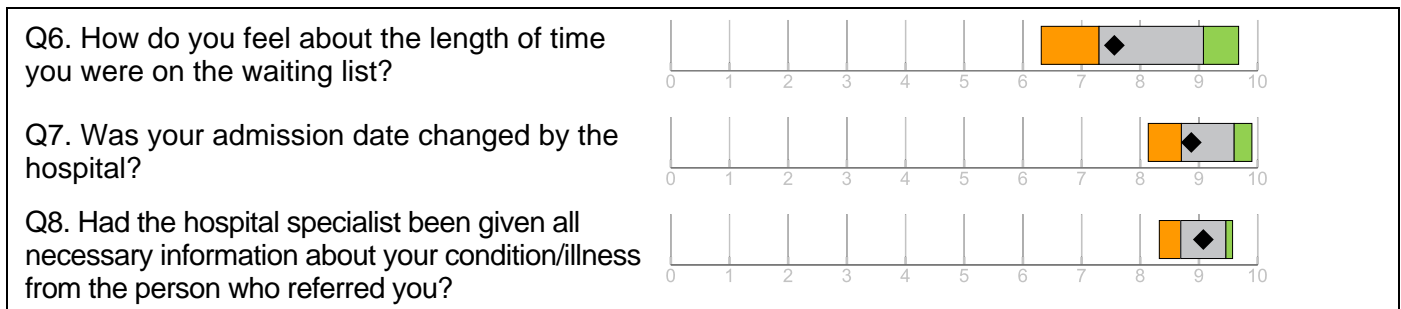 Q6. How do you feel about the length of time
you were on the waiting list?
0 1 2 3 4 5 6 7 8 9 10
Q7. Was your admission date changed by the
hospital?
0 1 2 3 4 5 6 7 8 9 10
Q8. Had the hospital specialist been given all
necessary information about your condition/illness
from the person who referred you?
0 1 2 3 4 5 6 7 8 9 10